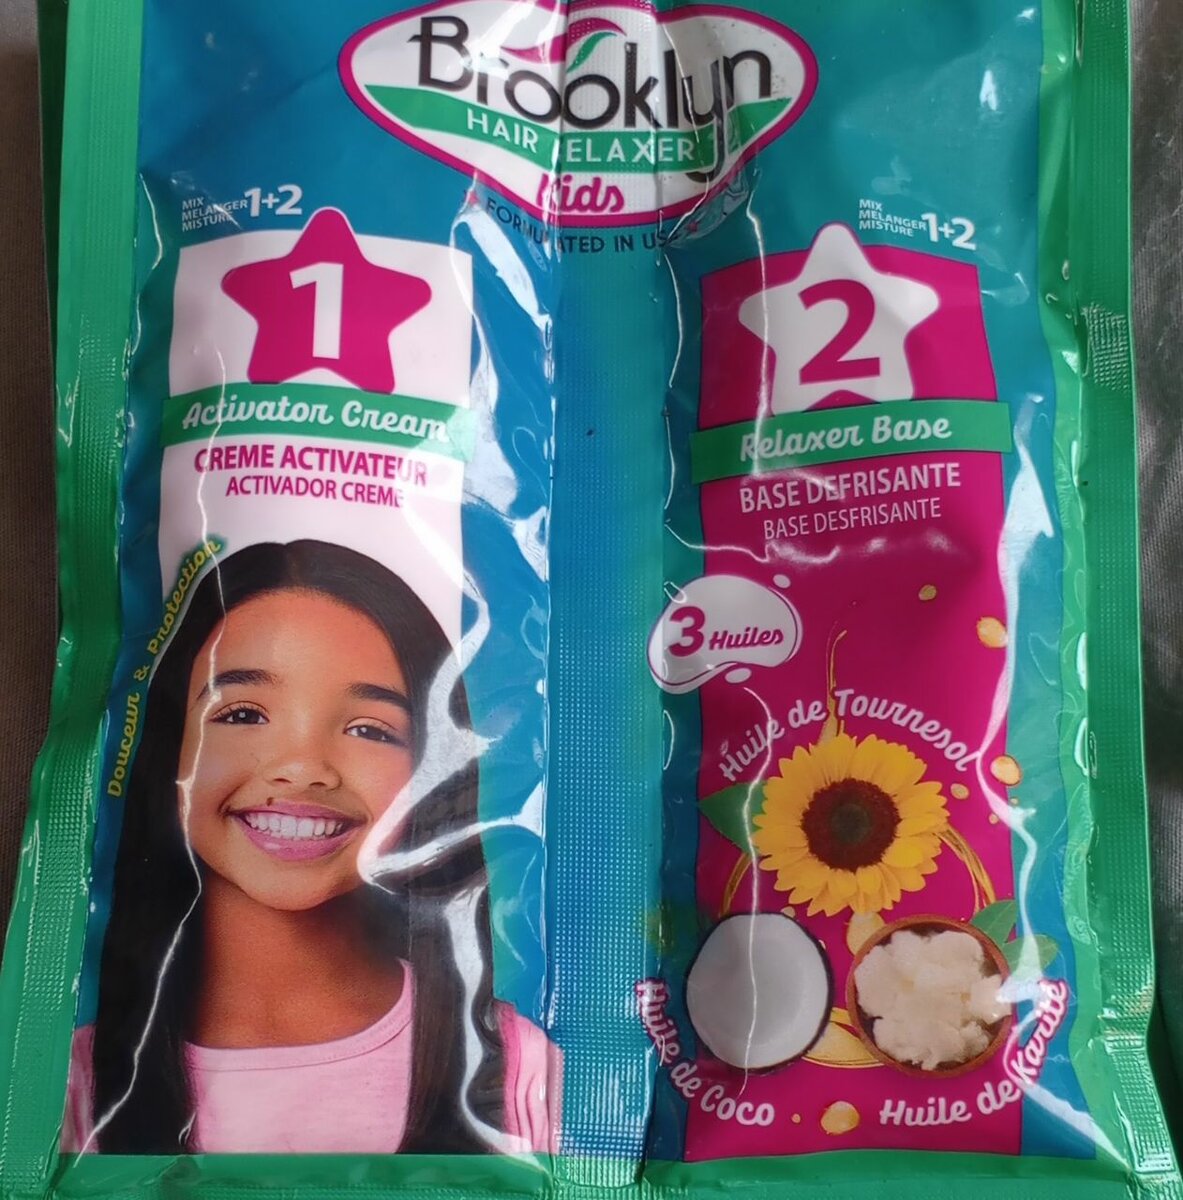 Brooklyn
HAIR RELAXER
Kids
FORMULATED IN USA
MIX
MELANGER
MISTURE
1+2
1
Activator Cream
CREME ACTIVATEUR
ACTIVADOR CREME
Douceur & Protection
MIX
MELANGER
MISTURE
1+2
2
Relaxer Base
BASE DEFRISANTE
BASE DESFRISANTE
3 Huiles
Huile de Tournesol
Huile de Coco
Huile de Karité